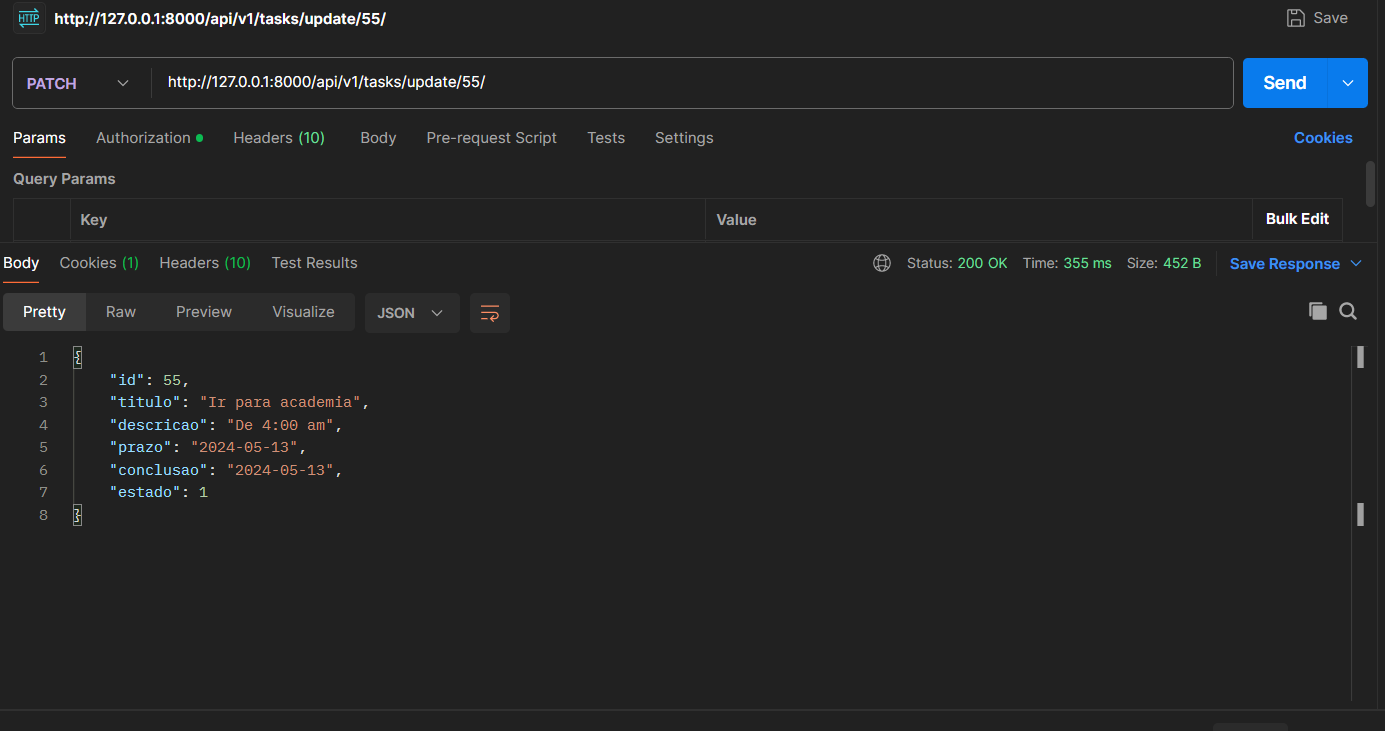 HTTP http://127.0.0.1:8000/api/v1/tasks/update/55/ Save
PATCH http://127.0.0.1:8000/api/v1/tasks/update/55/ Send
Params Authorization Headers (10) Body Pre-request Script Tests Settings Cookies
Query Params
Key Value Bulk Edit
Body Cookies (1) Headers (10) Test Results Status: 200 OK Time: 355 ms Size: 452 B Save Response
Pretty Raw Preview Visualize JSON
1 {
2 "id": 55,
3 "titulo": "Ir para academia",
4 "descricao": "De 4:00 am",
5 "prazo": "2024-05-13",
6 "conclusao": "2024-05-13",
7 "estado": 1
8 }